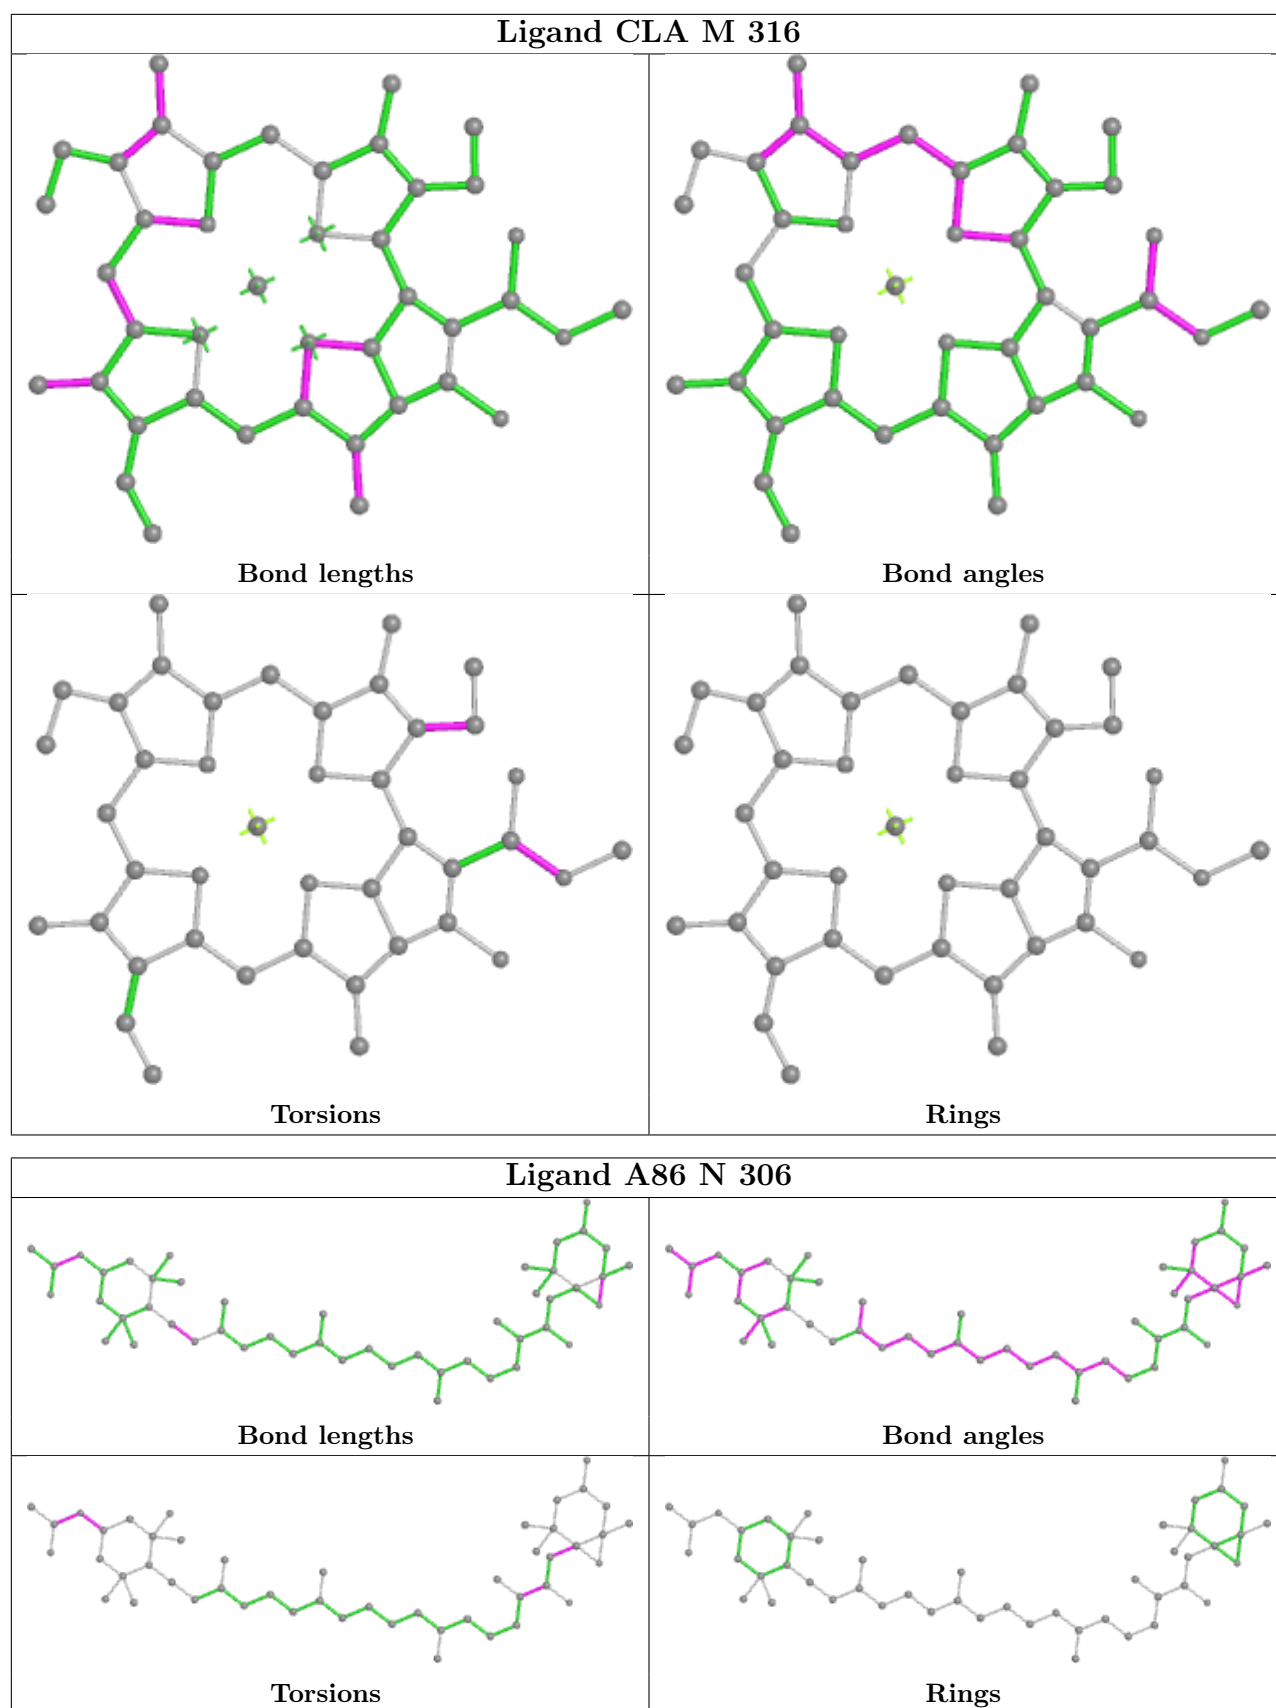 Ligand CLA M 316
Bond lengths
Bond angles
Torsions
Rings
Ligand A86 N 306
Bond lengths
Bond angles
Torsions
Rings